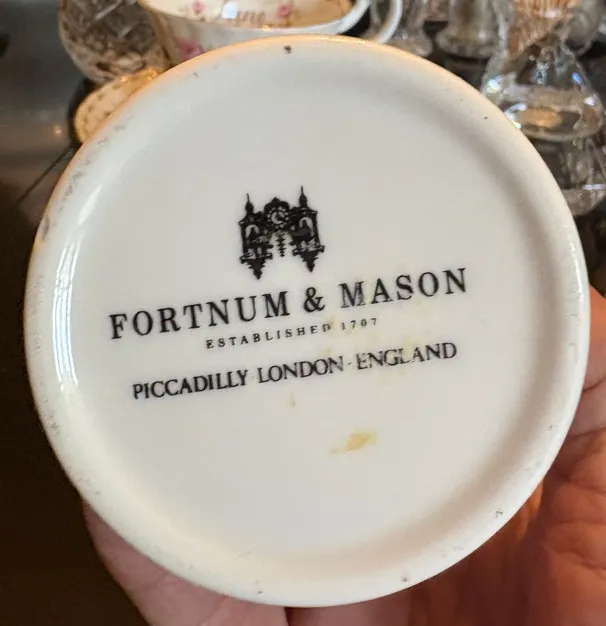 FORTNUM & MASON
ESTABLISHED 1707
PICCADILLY LONDON - ENGLAND